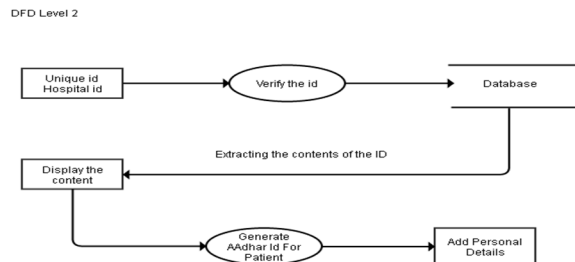 DFD Level 2
Unique id
Hospital id
Verify the id
Database
Extracting the contents of the ID
Display the
content
Generate
AAdhar Id For
Patient
Add Personal
Details